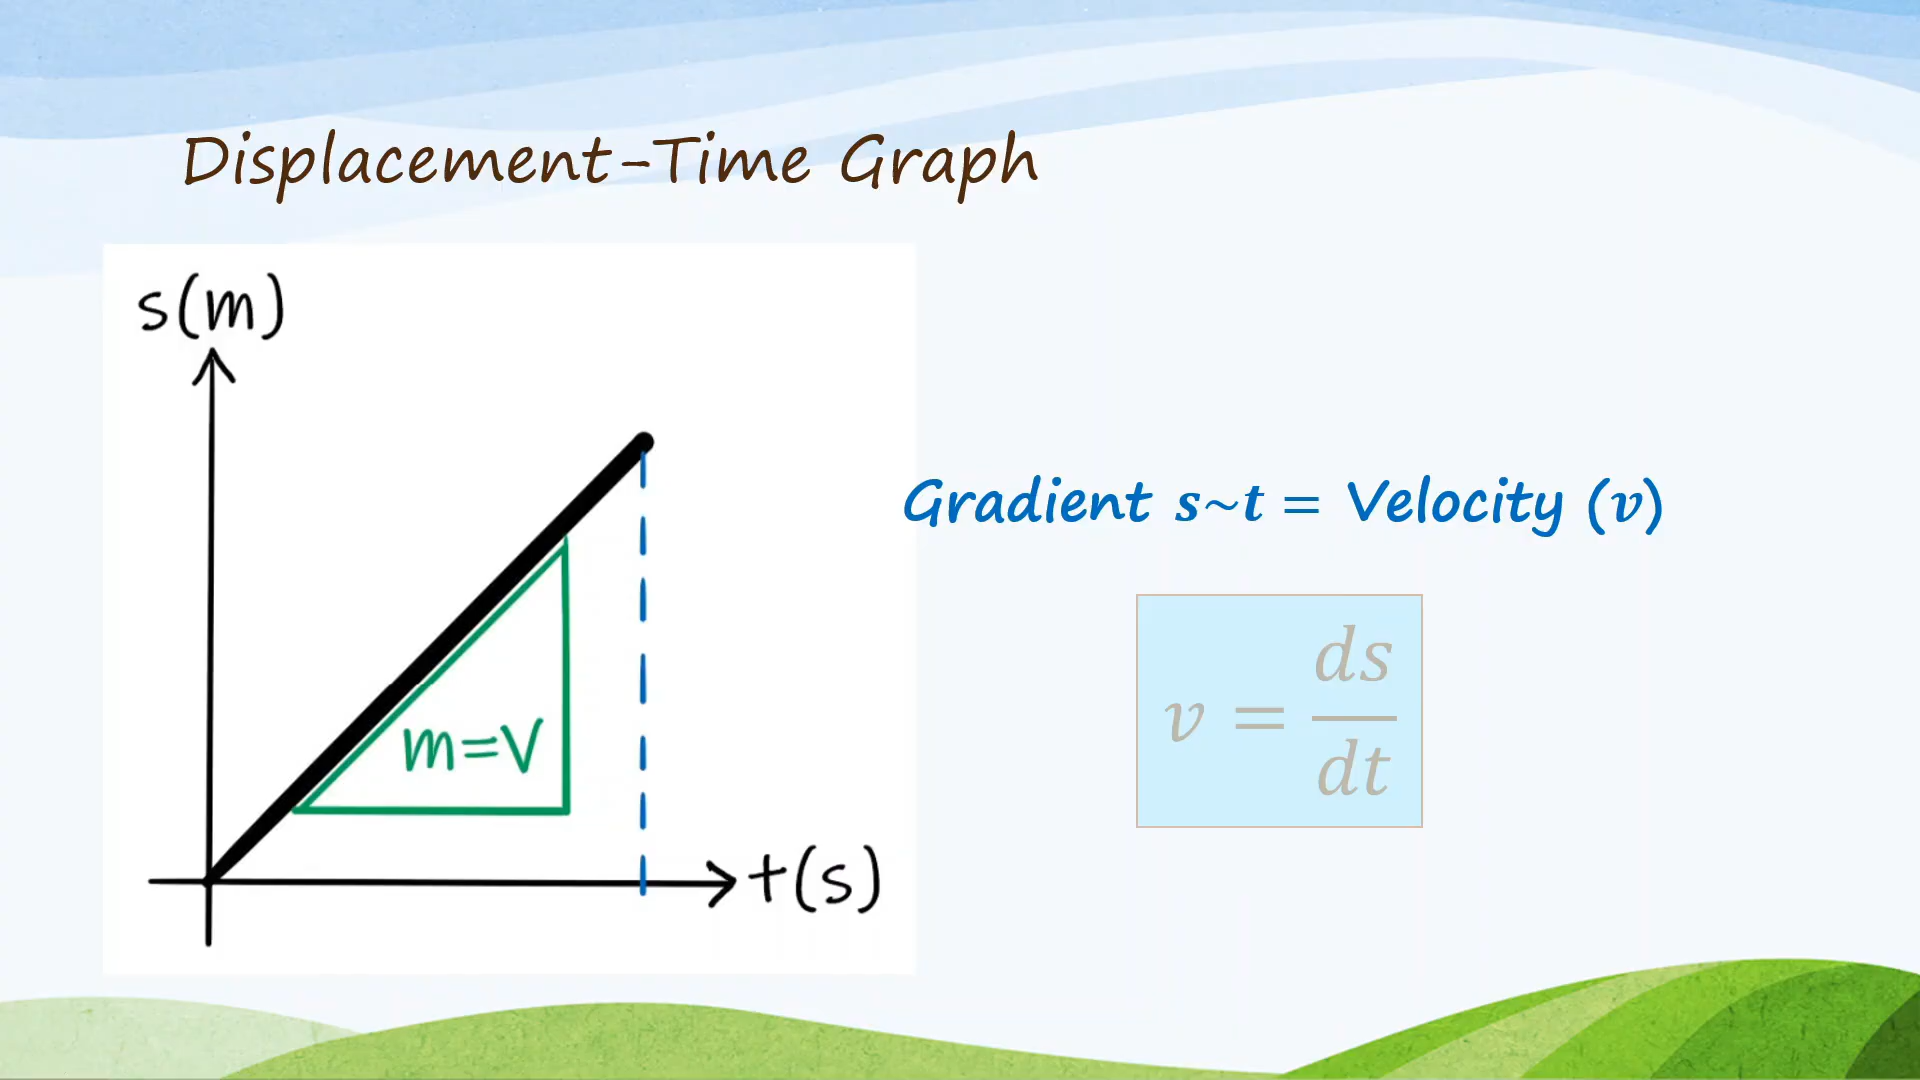 Displacement-Time Graph
s(m)
m=v
t(s)
Gradient s~t = Velocity (v)
v = ds/dt